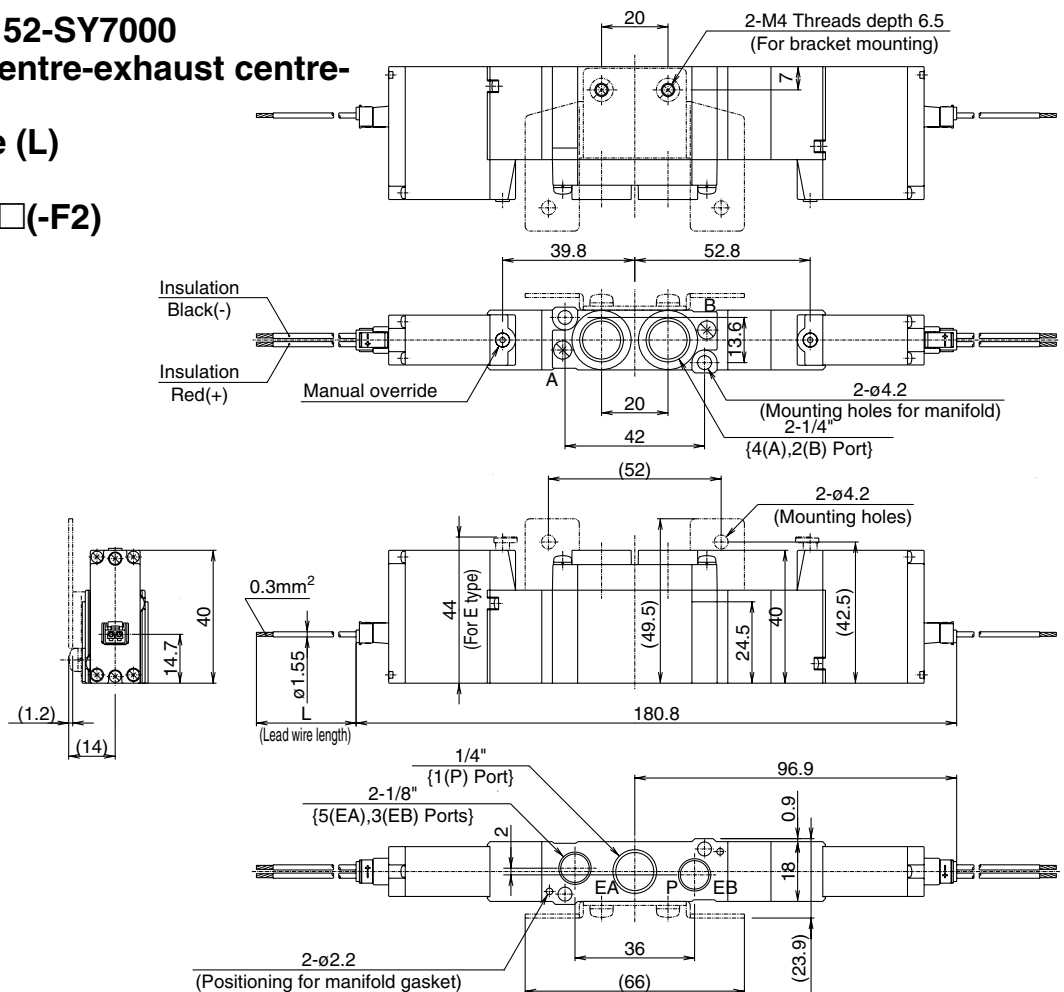 52-SY7000
entre-exhaust centre-
e (L)
□(-F2)
20
2-M4 Threads depth 6.5
(For bracket mounting)
7
39.8
52.8
Insulation
Black(-)
Insulation
Red(+)
Manual override
A
B
13.6
20
42
2-ø4.2
(Mounting holes for manifold)
2-1/4"
{4(A),2(B) Port}
(52)
2-ø4.2
(Mounting holes)
0.3mm²
40
14.7
(1.2)
(14)
ø1.55
L
(Lead wire length)
44
(For E type)
(49.5)
24.5
40
(42.5)
180.8
1/4"
{1(P) Port}
2-1/8"
{5(EA),3(EB) Ports}
2
96.9
0.9
18
EA
P
EB
36
(66)
(23.9)
2-ø2.2
(Positioning for manifold gasket)